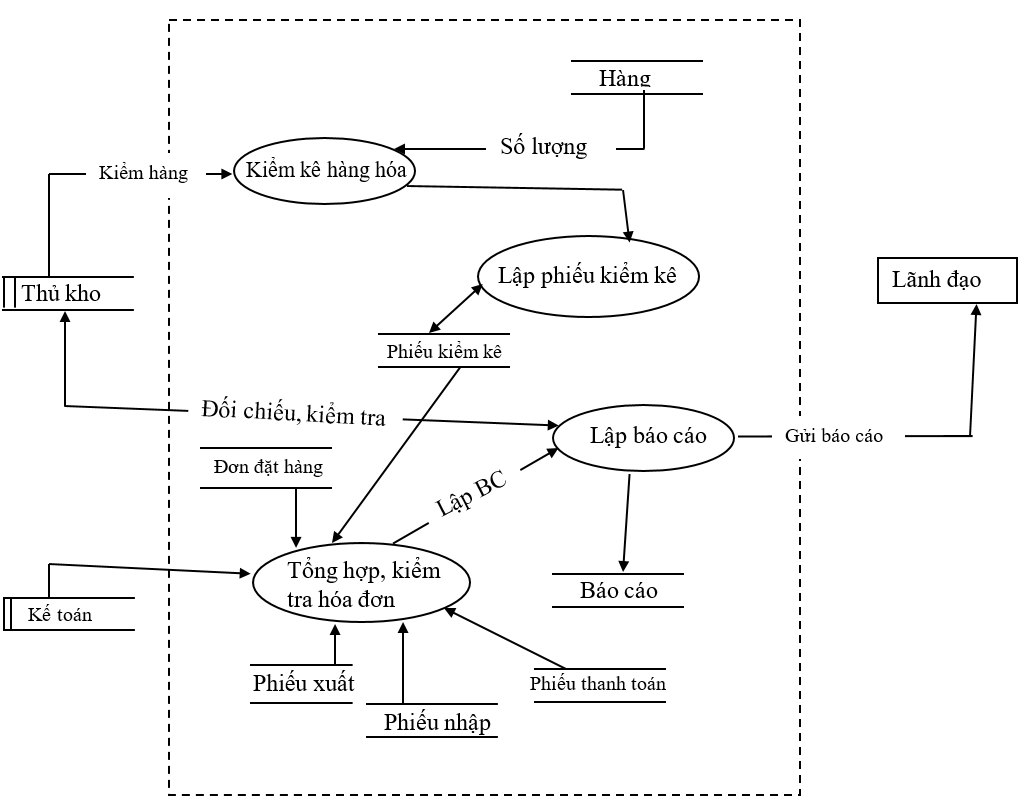 Hàng
Số lượng
Kiểm hàng
Kiểm kê hàng hóa
Lập phiếu kiểm kê
Lãnh đạo
Thủ kho
Phiếu kiểm kê
Đối chiếu, kiểm tra
Lập báo cáo
Gửi báo cáo
Đơn đặt hàng
Lập BC
Tổng hợp, kiểm
tra hóa đơn
Báo cáo
Kế toán
Phiếu xuất
Phiếu thanh toán
Phiếu nhập